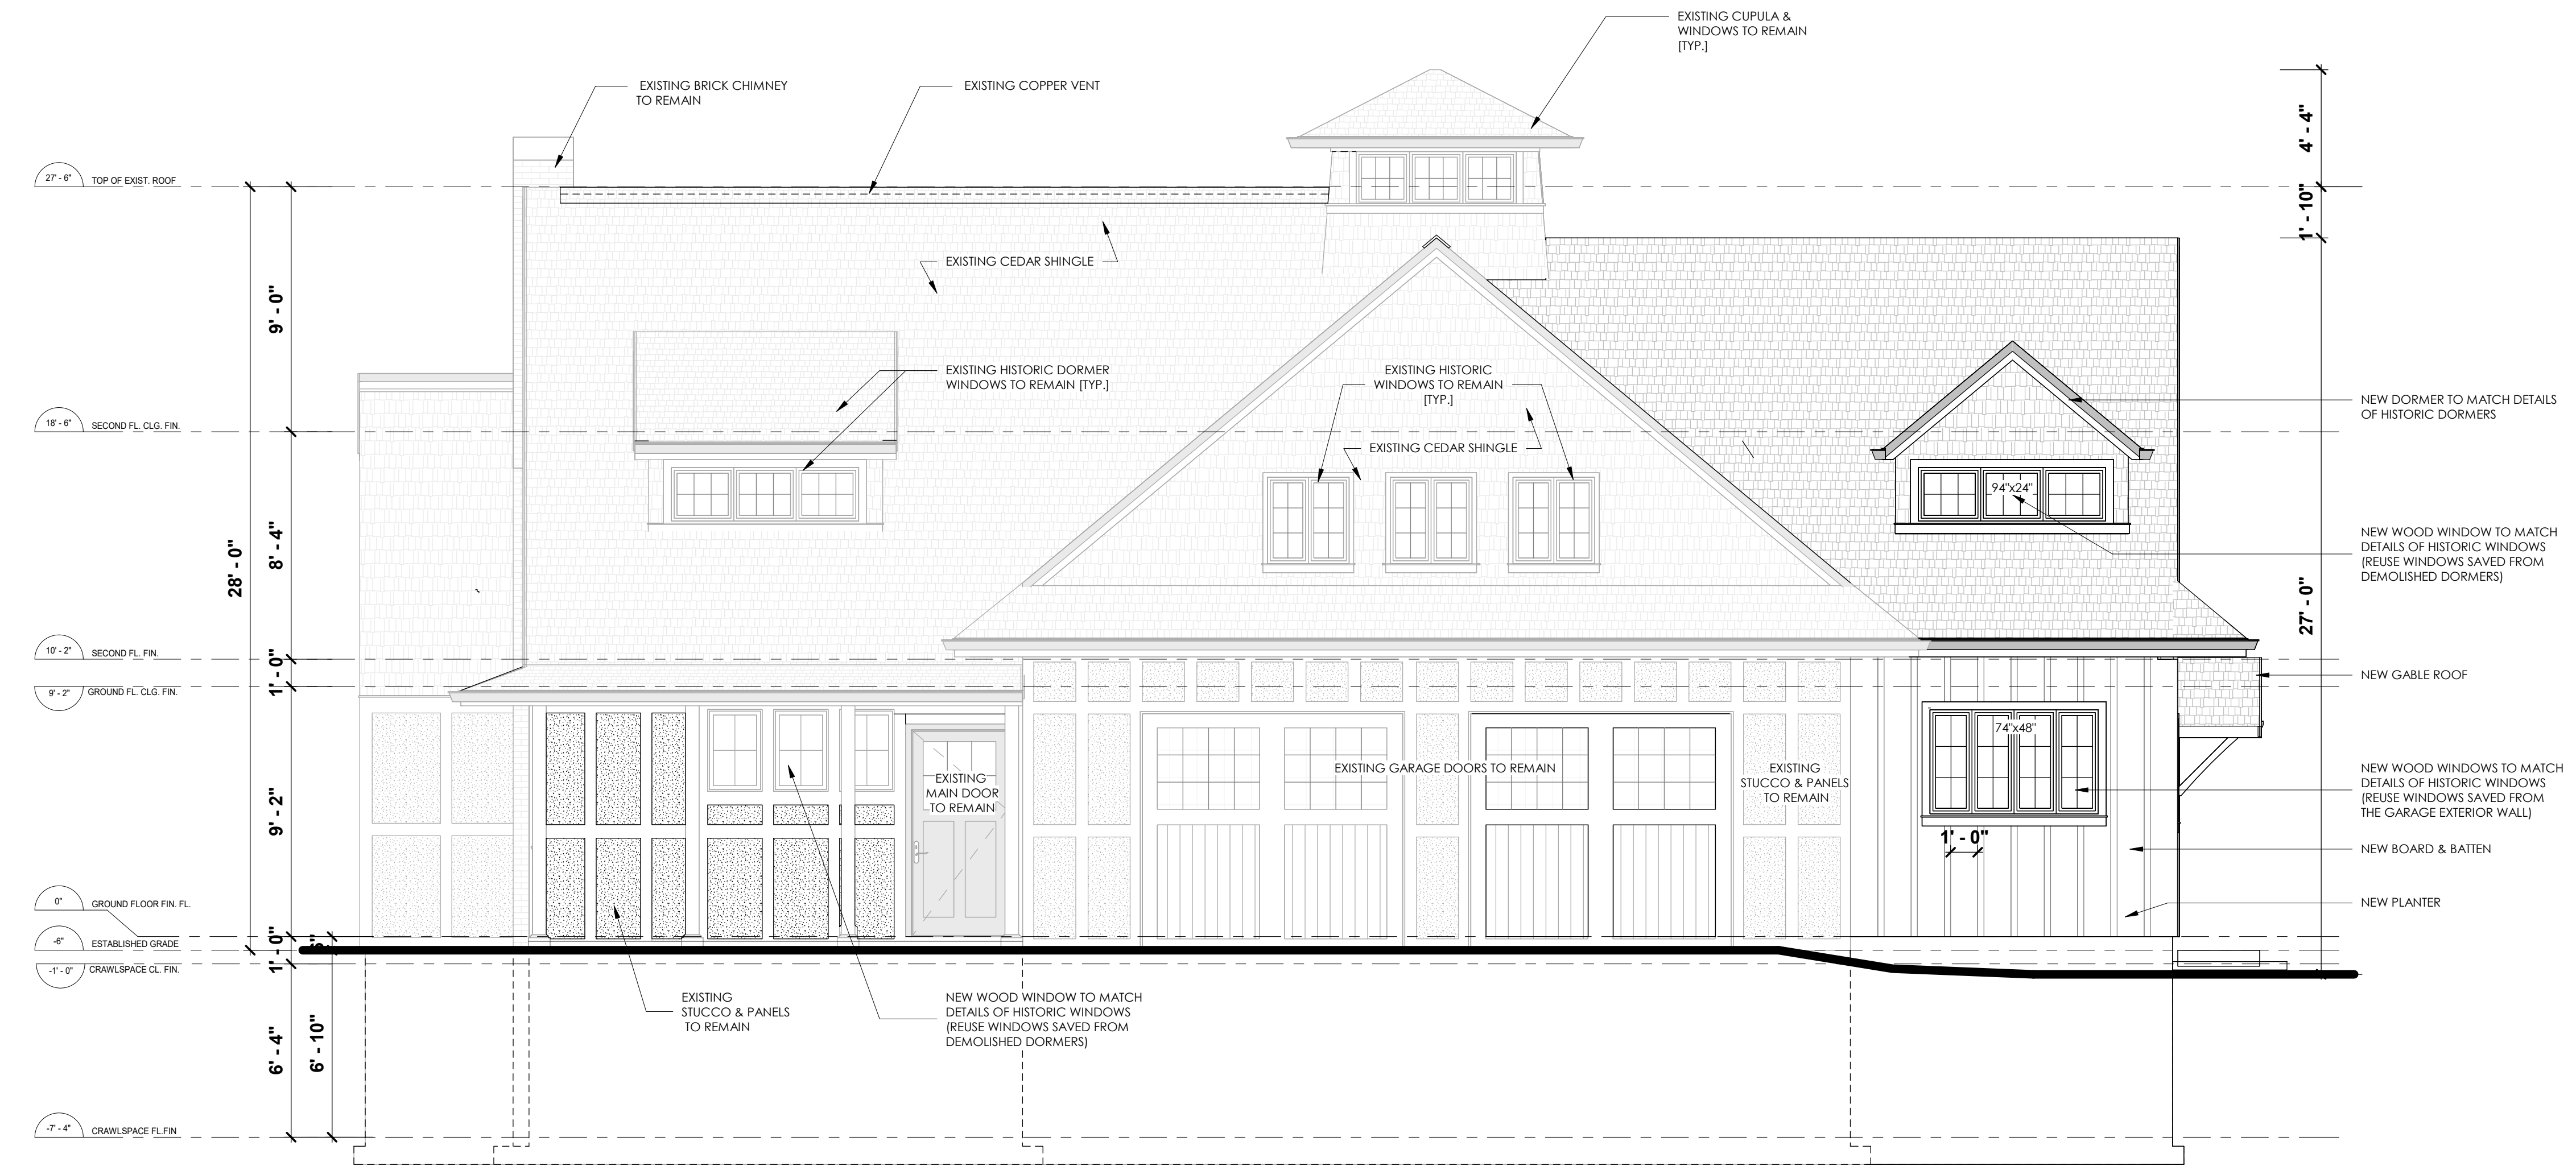 EXISTING CUPULA &
WINDOWS TO REMAIN
[TYP.]
EXISTING BRICK CHIMNEY
TO REMAIN
EXISTING COPPER VENT
4' - 4"
27' - 6"
TOP OF EXIST. ROOF
1' - 10"
EXISTING CEDAR SHINGLE
9' - 0"
EXISTING HISTORIC DORMER
WINDOWS TO REMAIN [TYP.]
EXISTING HISTORIC
WINDOWS TO REMAIN
[TYP.]
NEW DORMER TO MATCH DETAILS
OF HISTORIC DORMERS
18' - 6"
SECOND FL. CLG. FIN.
EXISTING CEDAR SHINGLE
94"x24"
NEW WOOD WINDOW TO MATCH
DETAILS OF HISTORIC WINDOWS
(REUSE WINDOWS SAVED FROM
DEMOLISHED DORMERS)
28' - 0"
8' - 4"
27' - 0"
10' - 2"
SECOND FL. FIN.
1' - 0"
9' - 2"
GROUND FL. CLG. FIN.
NEW GABLE ROOF
74"x48"
EXISTING
MAIN DOOR
TO REMAIN
EXISTING GARAGE DOORS TO REMAIN
EXISTING
STUCCO & PANELS
TO REMAIN
NEW WOOD WINDOWS TO MATCH
DETAILS OF HISTORIC WINDOWS
(REUSE WINDOWS SAVED FROM
THE GARAGE EXTERIOR WALL)
9' - 2"
1' - 0"
NEW BOARD & BATTEN
0"
GROUND FLOOR FIN. FL.
NEW PLANTER
-6"
ESTABLISHED GRADE
1' - 0"
-1' - 0"
CRAWLSPACE CL. FIN.
EXISTING
STUCCO & PANELS
TO REMAIN
NEW WOOD WINDOW TO MATCH
DETAILS OF HISTORIC WINDOWS
(REUSE WINDOWS SAVED FROM
DEMOLISHED DORMERS)
6' - 4"
6' - 10"
-7' - 4"
CRAWLSPACE FL.FIN